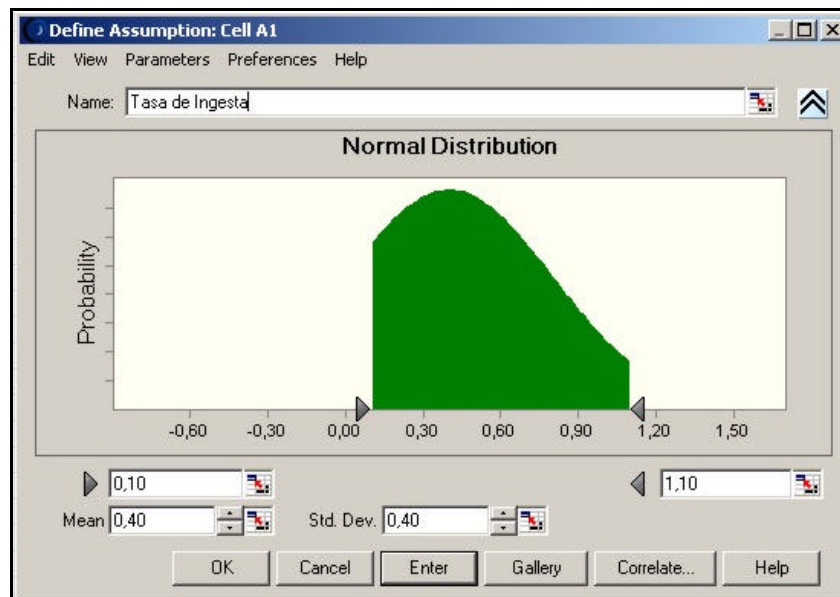 Define Assumption: Cell A1
Edit View Parameters Preferences Help
Name: Tasa de Ingesta
Normal Distribution
Probability
-0,60 -0,30 0,00 0,30 0,60 0,90 1,20 1,50
0,10 1,10
Mean 0,40 Std. Dev. 0,40
OK Cancel Enter Gallery Correlate... Help